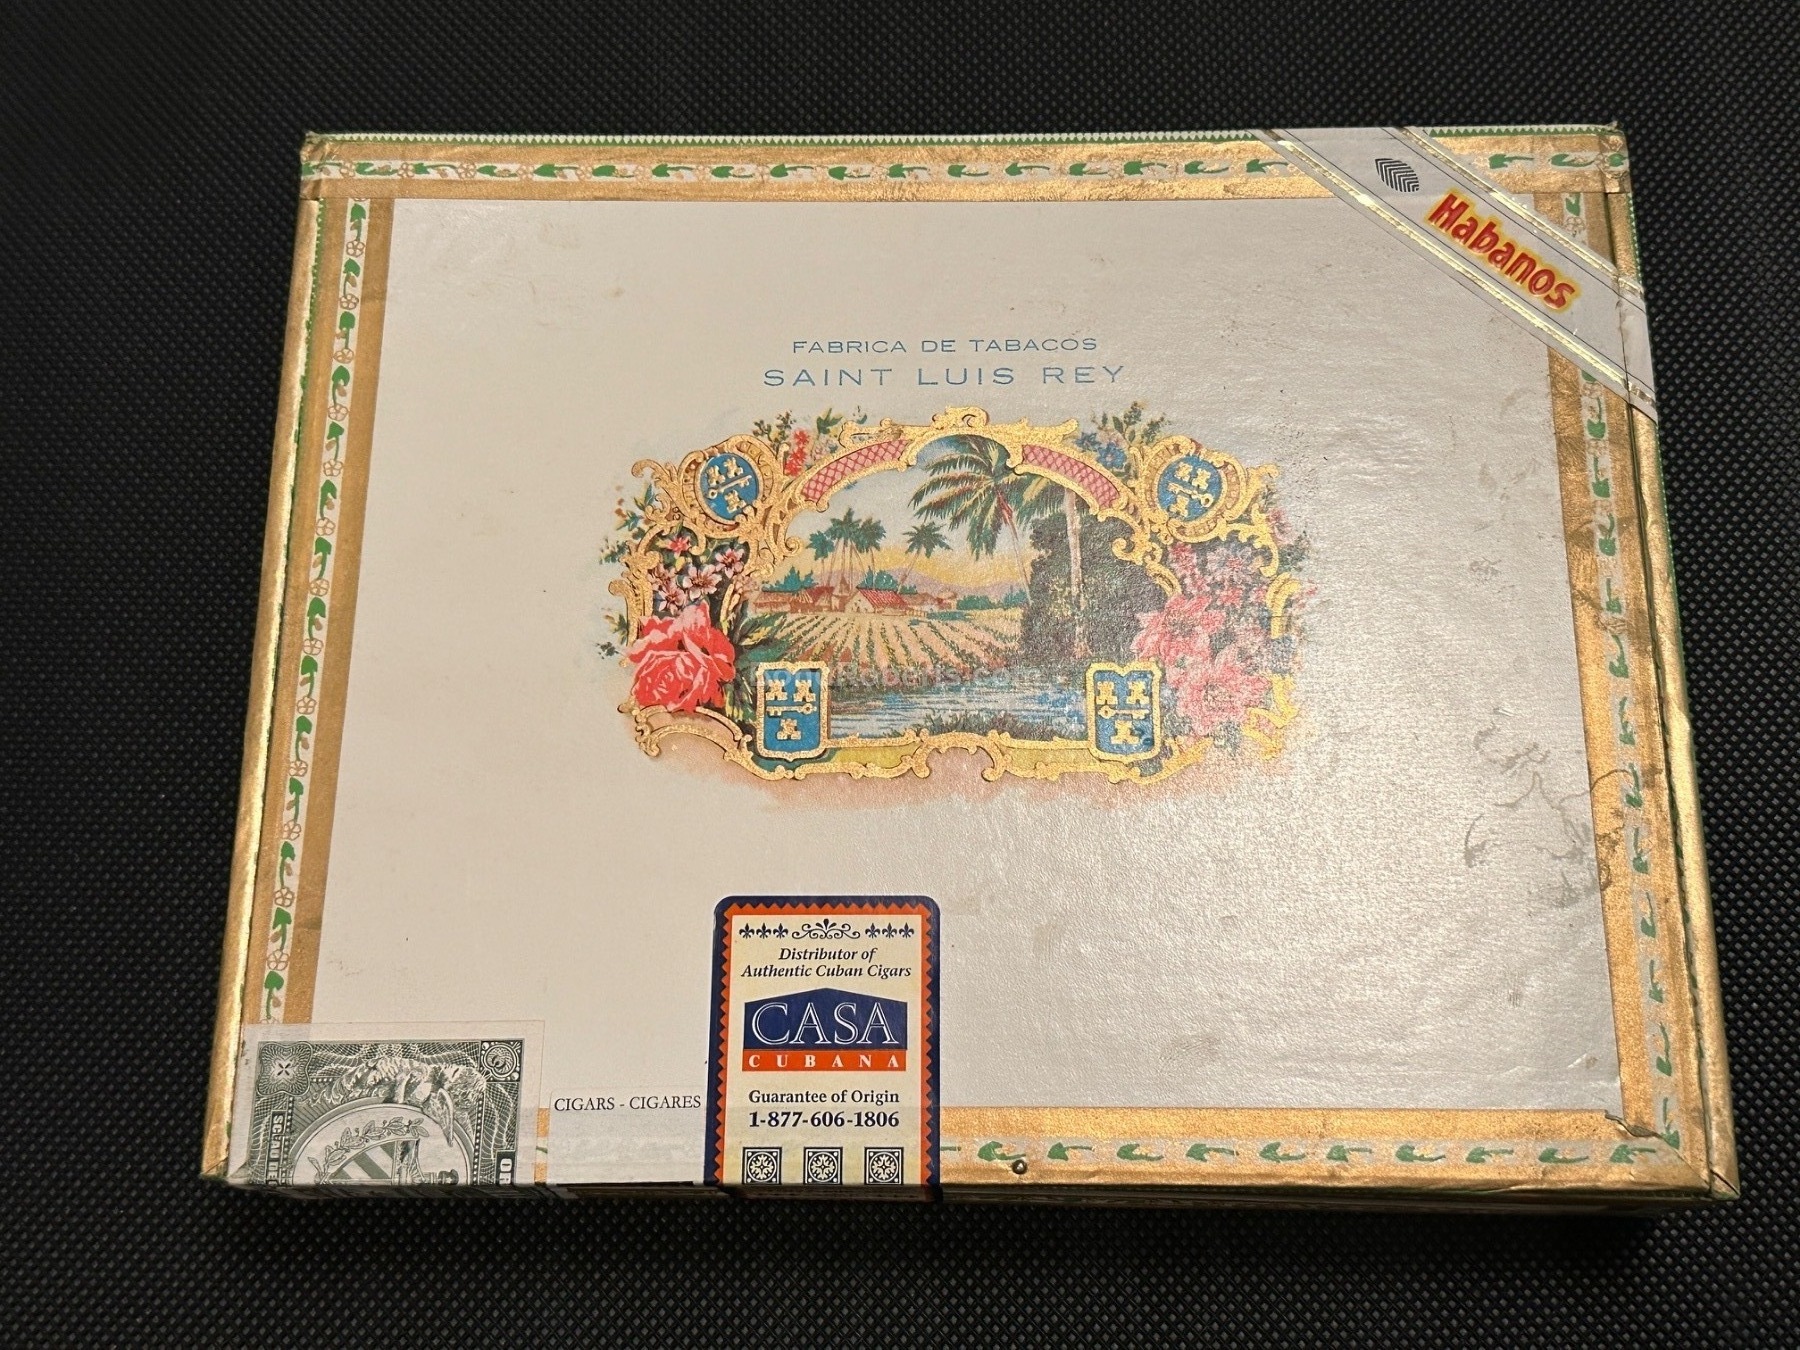 Habanos
FABRICA DE TABACOS
SAINT LUIS REY
Distributor of
Authentic Cuban Cigars
CASA
CUBANA
Guarantee of Origin
1-877-606-1806
CIGARS - CIGARES